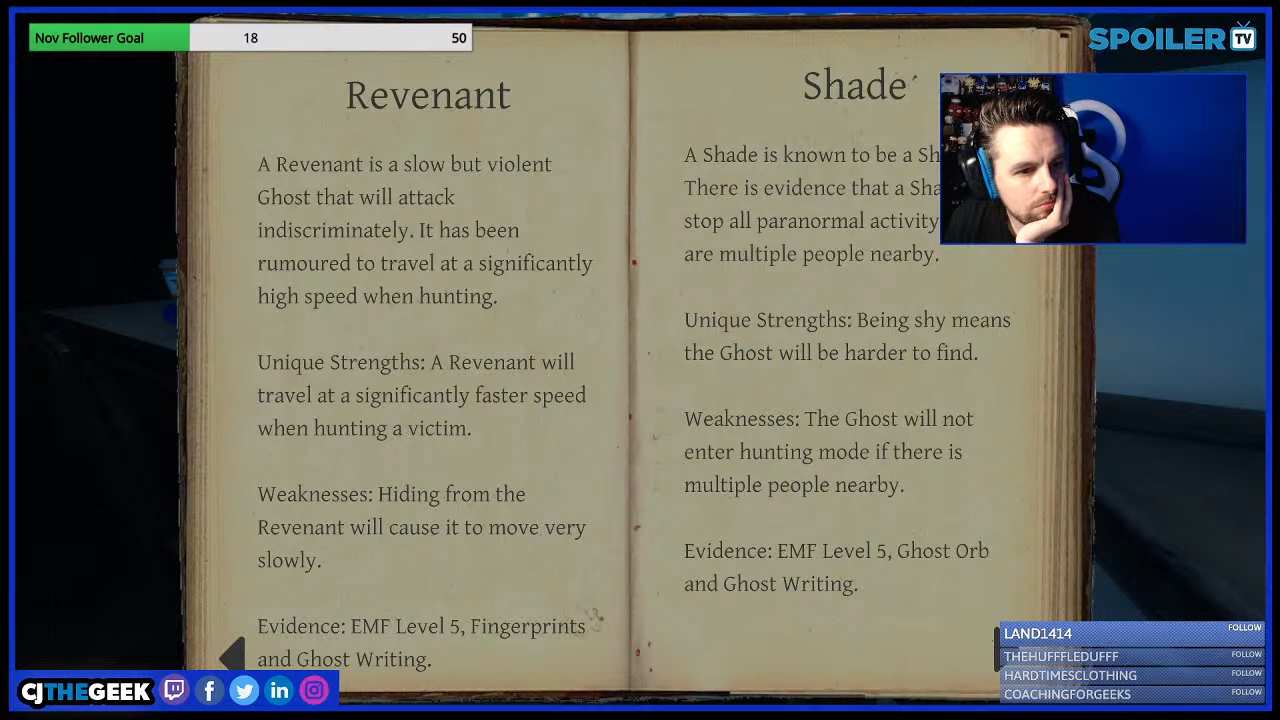 Nov Follower Goal 18 50
SPOILER TV
Revenant
A Revenant is a slow but violent
Ghost that will attack
indiscriminately. It has been
rumoured to travel at a significantly
high speed when hunting.
Unique Strengths: A Revenant will
travel at a significantly faster speed
when hunting a victim.
Weaknesses: Hiding from the
Revenant will cause it to move very
slowly.
Evidence: EMF Level 5, Fingerprints
and Ghost Writing.
Shade
A Shade is known to be a
There is evidence that a
stop all paranormal activity
are multiple people nearby.
Unique Strengths: Being shy means
the Ghost will be harder to find.
Weaknesses: The Ghost will not
enter hunting mode if there is
multiple people nearby.
Evidence: EMF Level 5, Ghost Orb
and Ghost Writing.
CJTHEGEEK
LAND1414 FOLLOW
THEHUFFFLEDUFFF FOLLOW
HARDTIMESCLOTHING FOLLOW
COACHINGFORGEEKS FOLLOW